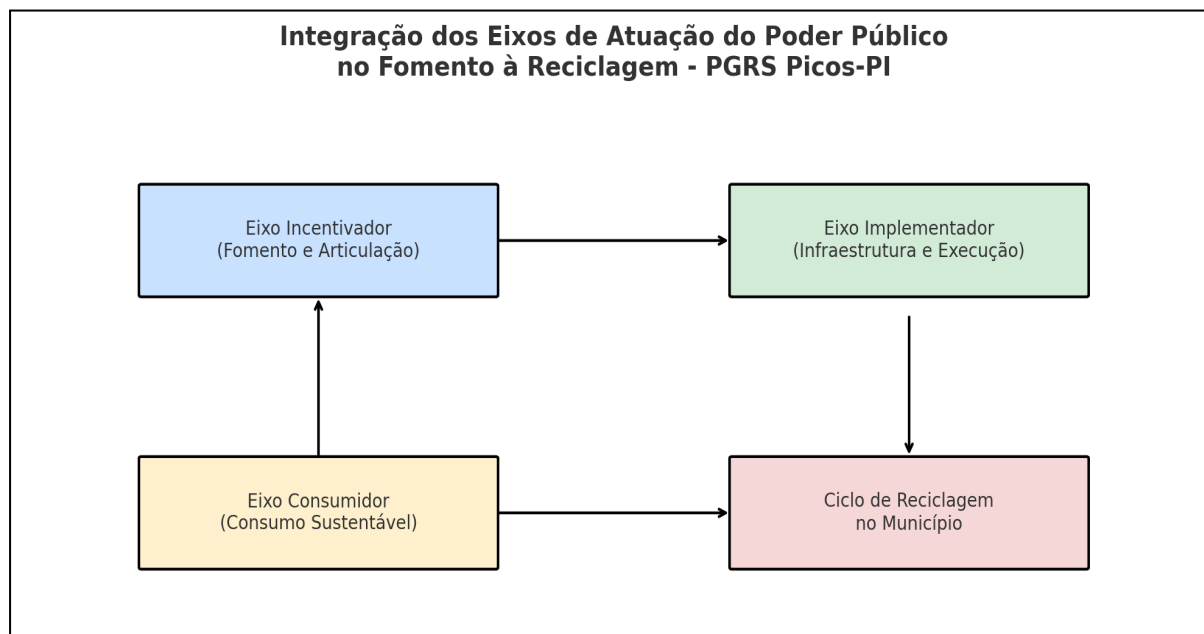 Integração dos Eixos de Atuação do Poder Público
no Fomento à Reciclagem - PGRS Picos-PI
Eixo Incentivador
(Fomento e Articulação)
Eixo Implementador
(Infraestrutura e Execução)
Eixo Consumidor
(Consumo Sustentável)
Ciclo de Reciclagem
no Município